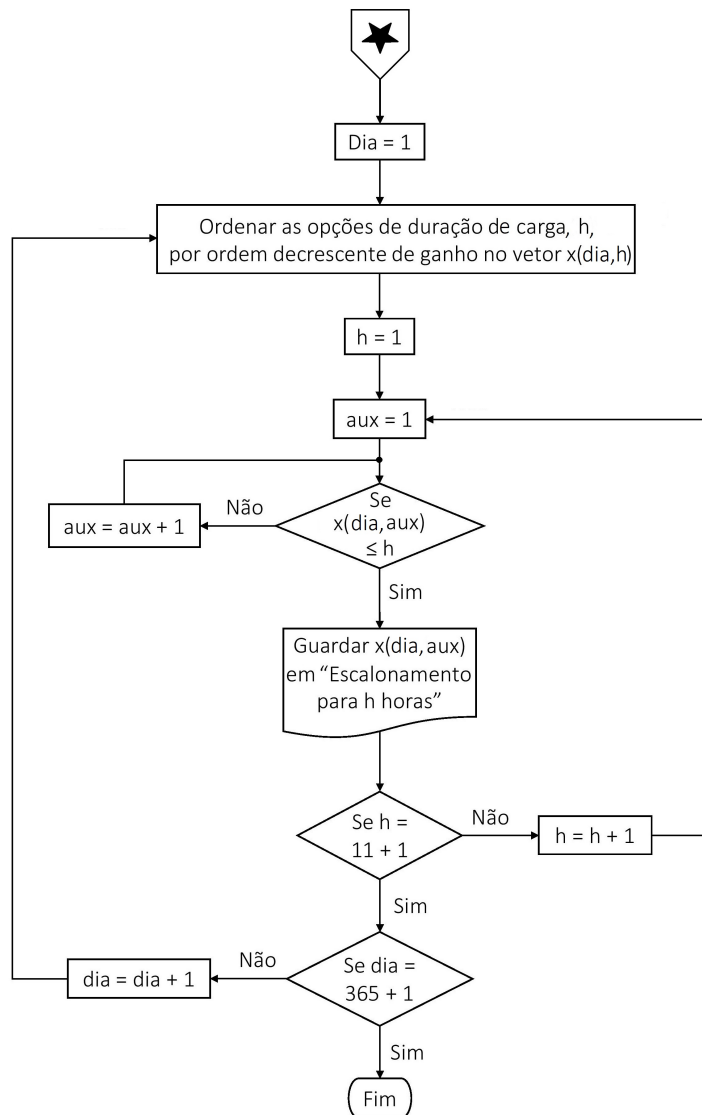 Dia = 1
Ordenar as opções de duração de carga, h,
por ordem decrescente de ganho no vetor x(dia,h)
h = 1
aux = 1
Se
x(dia,aux)
≤ h
Não
aux = aux + 1
Sim
Guardar x(dia,aux)
em “Escalonamento
para h horas”
Se h =
11 + 1
Não
h = h + 1
Sim
Se dia =
365 + 1
Não
dia = dia + 1
Sim
Fim